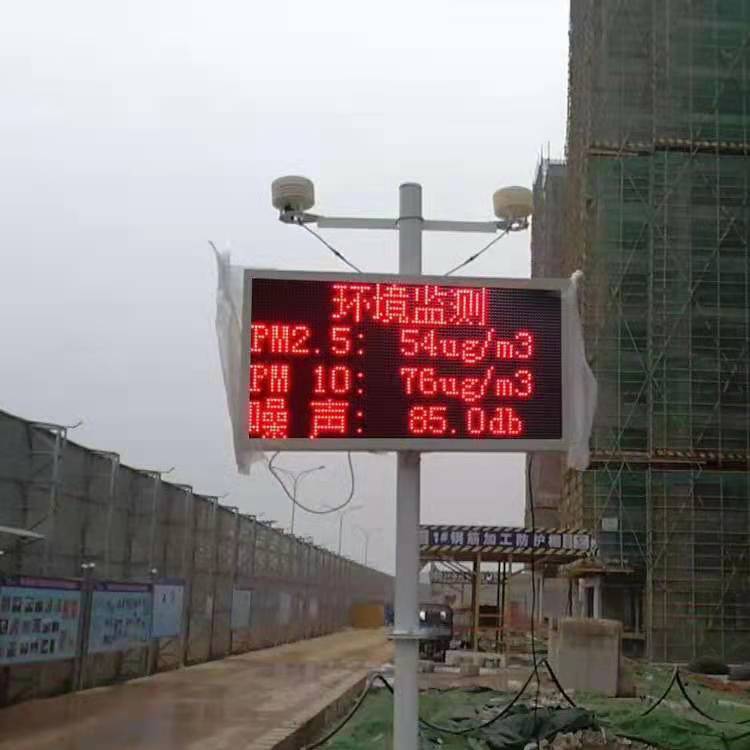 环境监测
PM2.5: 54ug/m3
PM 10: 76ug/m3
噪 声: 85.0db
1#钢筋加工防护棚